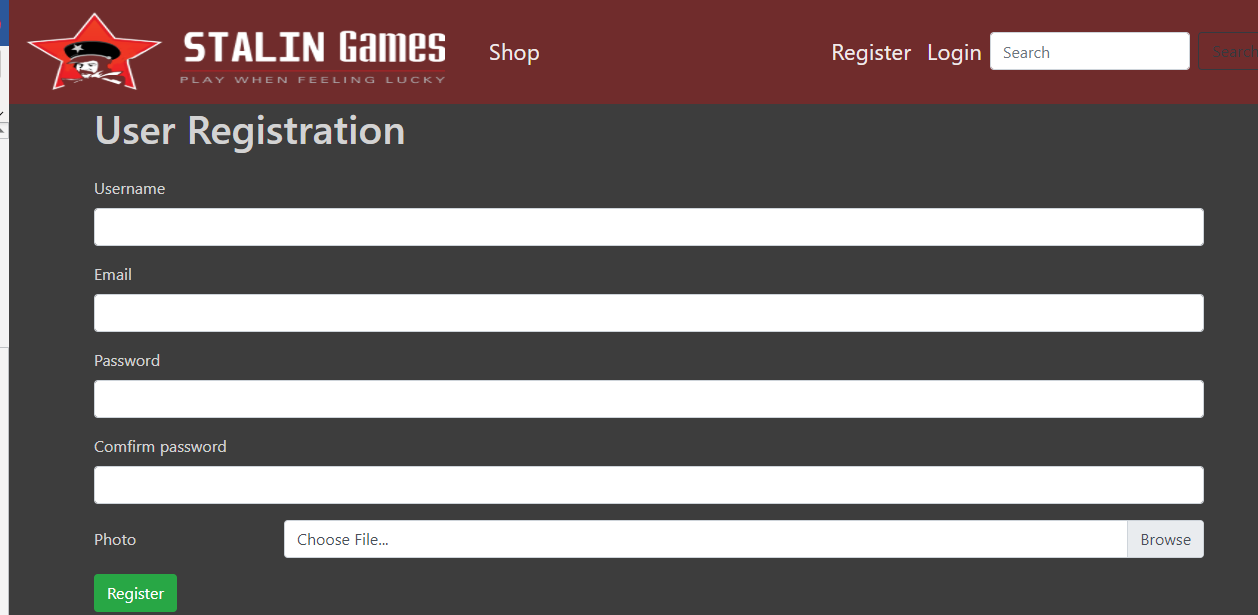 STALIN Games
PLAY WHEN FEELING LUCKY
Shop
Register
Login
Search
Search
User Registration
Username
Email
Password
Comfirm password
Photo
Choose File...
Browse
Register